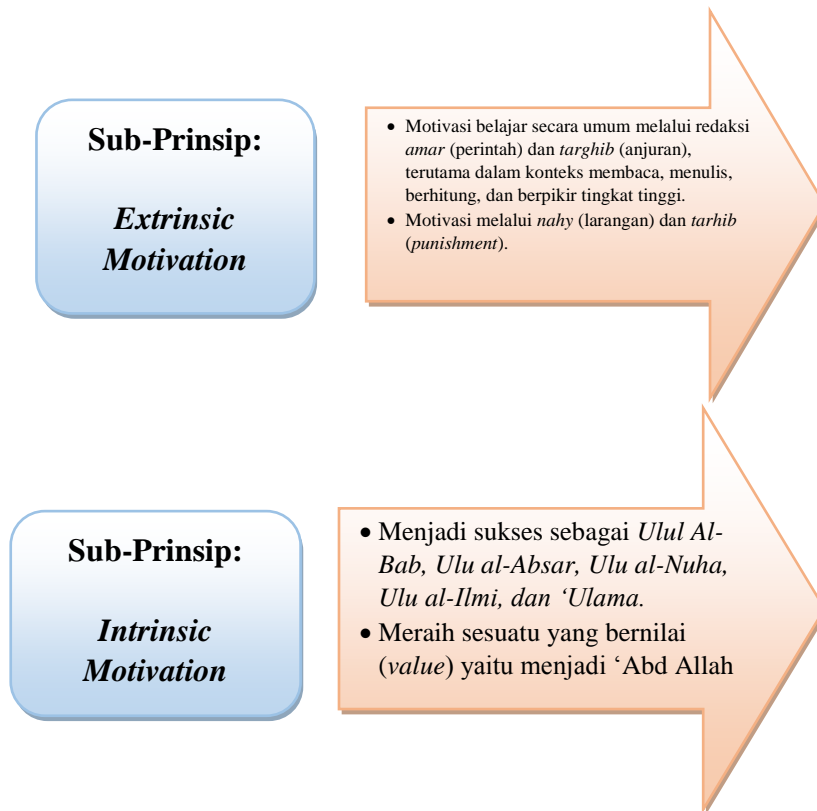 Sub-Prinsip:
Extrinsic
Motivation
• Motivasi belajar secara umum melalui redaksi
amar (perintah) dan targhib (anjuran),
terutama dalam konteks membaca, menulis,
berhitung, dan berpikir tingkat tinggi.
• Motivasi melalui nahy (larangan) dan tarhib
(punishment).
Sub-Prinsip:
Intrinsic
Motivation
• Menjadi sukses sebagai Ulul Al-
Bab, Ulu al-Absar, Ulu al-Nuha,
Ulu al-Ilmi, dan ‘Ulama.
• Meraih sesuatu yang bernilai
(value) yaitu menjadi ‘Abd Allah